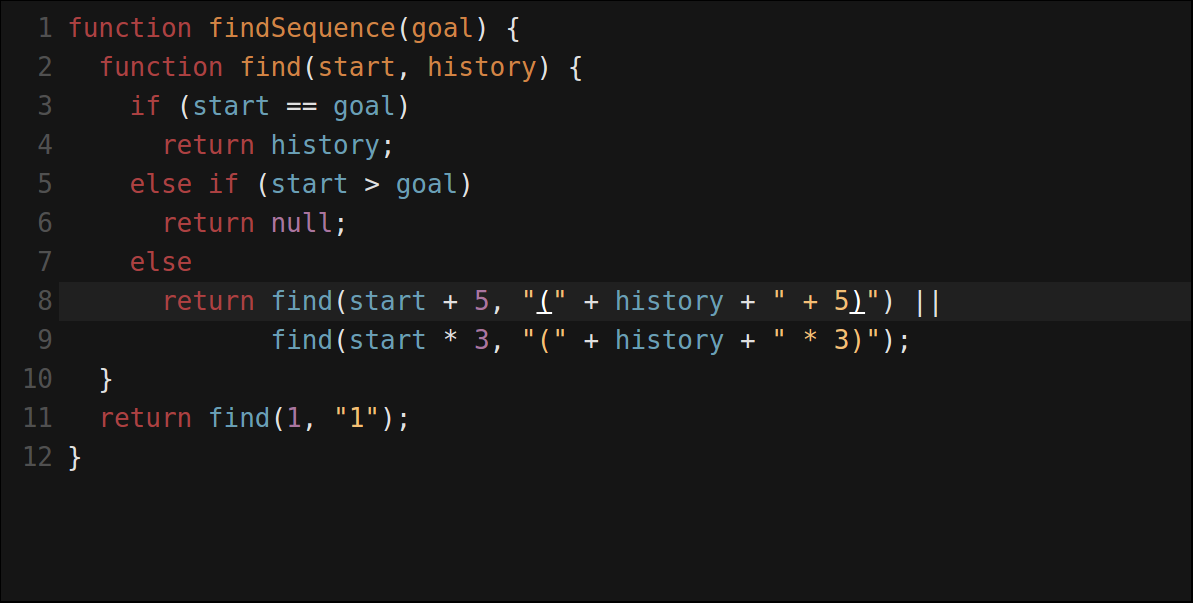 1 function findSequence(goal) {
2   function find(start, history) {
3     if (start == goal)
4       return history;
5     else if (start > goal)
6       return null;
7     else
8       return find(start + 5, "(" + history + " + 5)") ||
9              find(start * 3, "(" + history + " * 3)");
10   }
11   return find(1, "1");
12 }